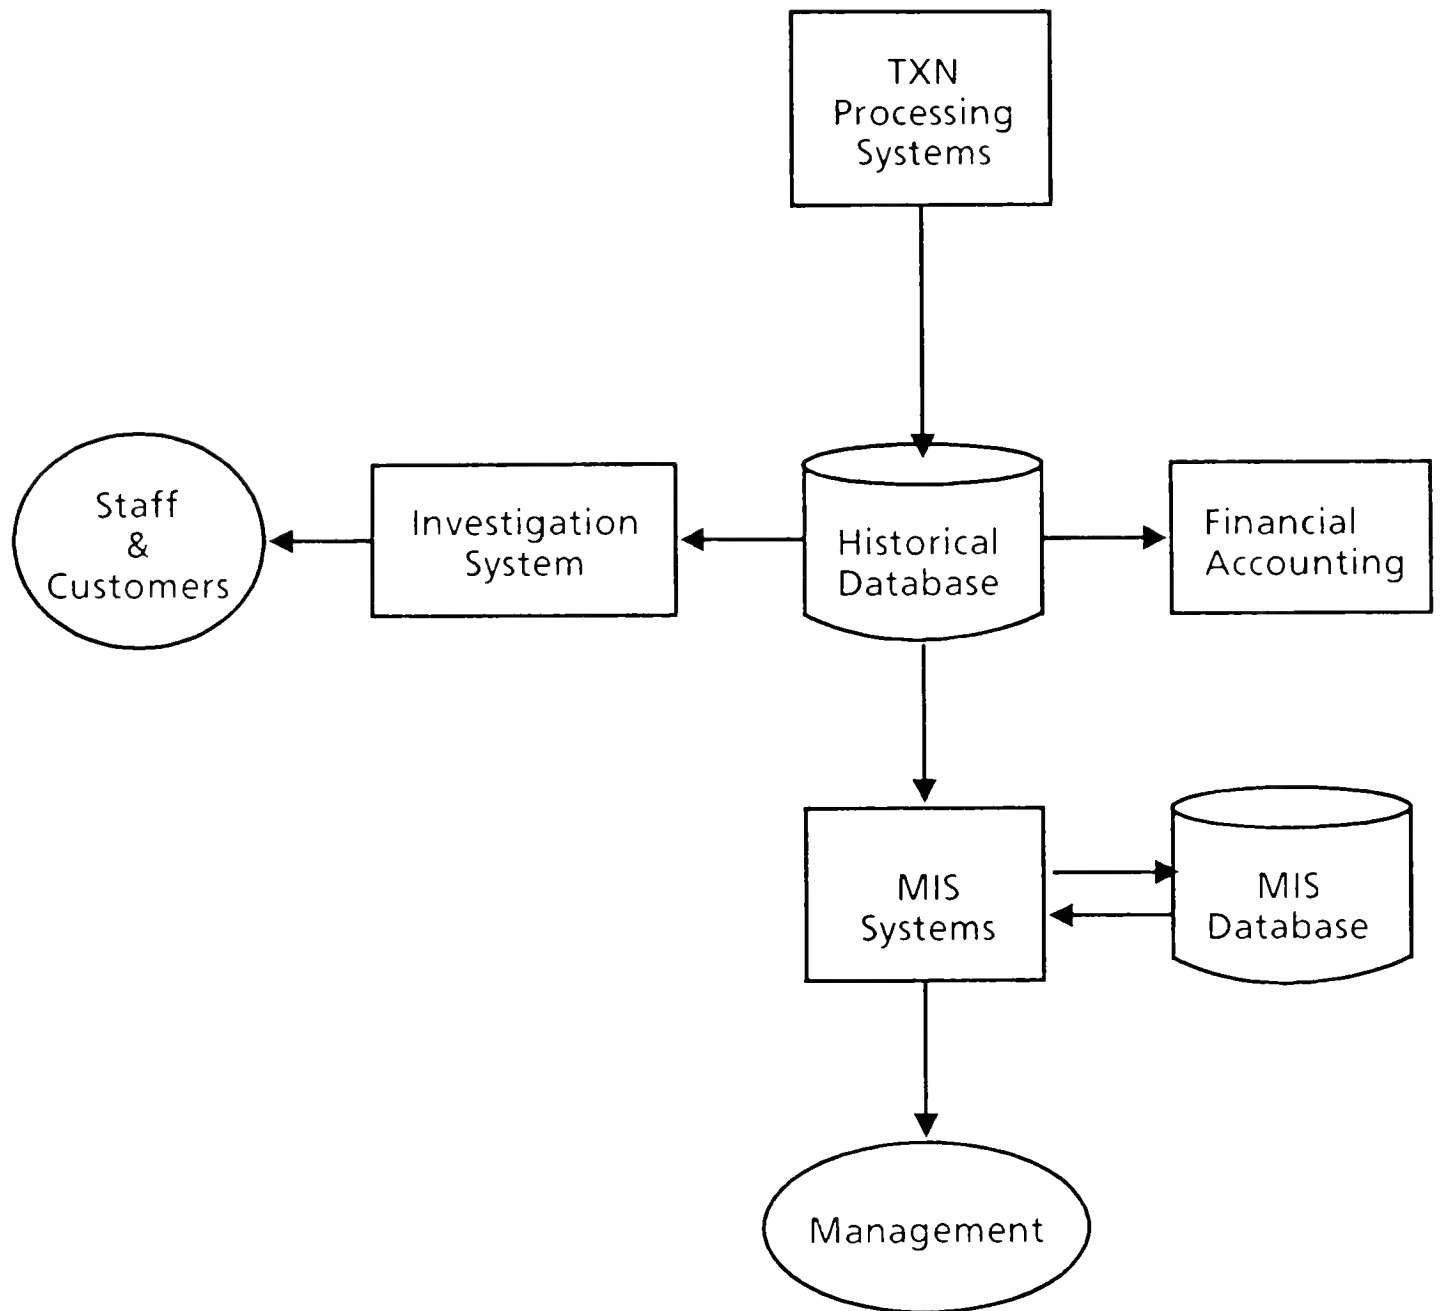 TXN
Processing
Systems
Staff
&
Customers
Investigation
System
Historical
Database
Financial
Accounting
MIS
Systems
MIS
Database
Management